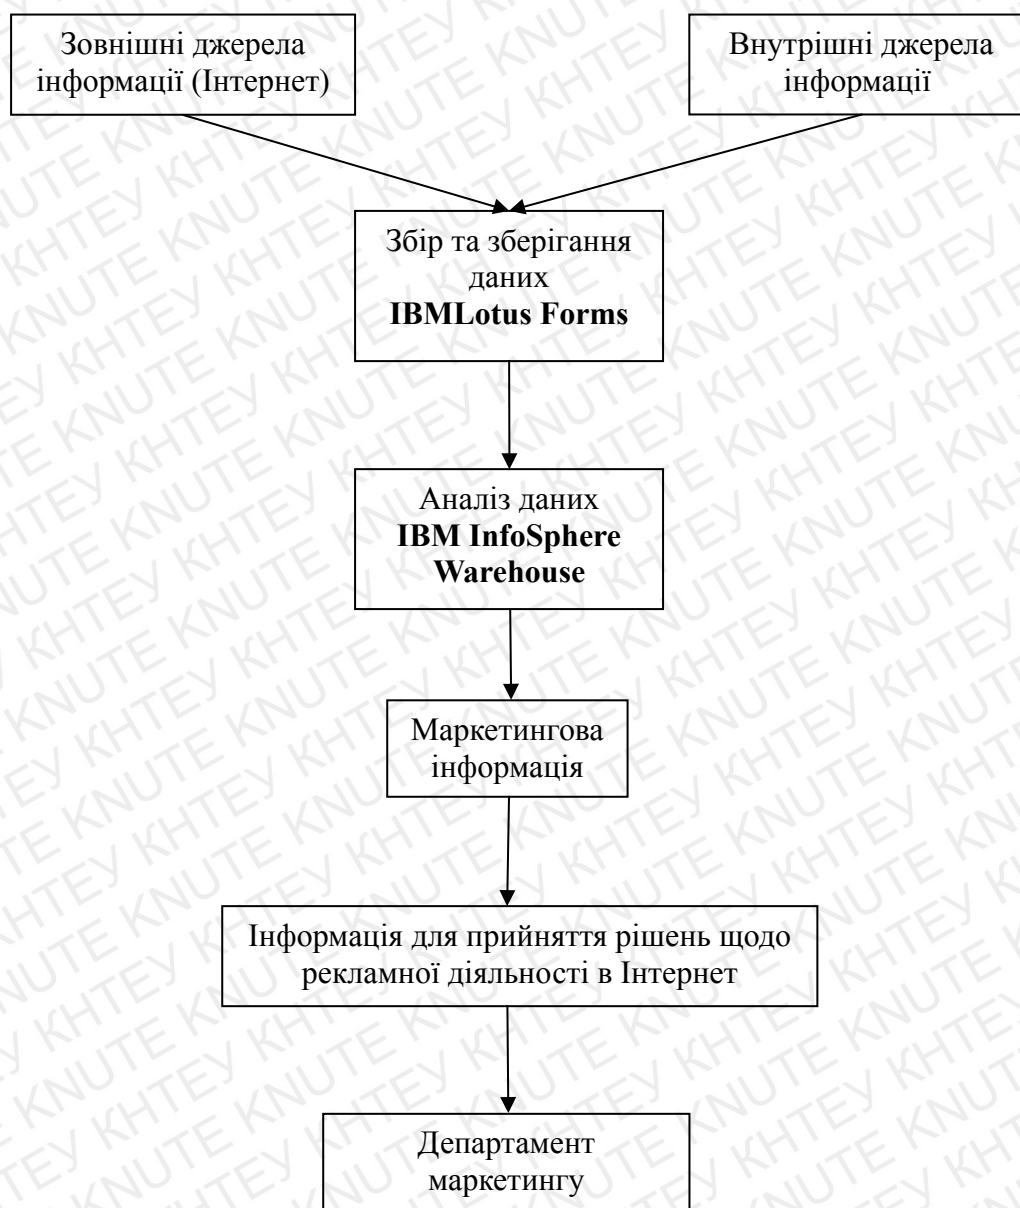 Зовнішні джерела
інформації (Інтернет)
Внутрішні джерела
інформації
Збір та зберігання
даних
IBMLotus Forms
Аналіз даних
IBM InfoSphere
Warehouse
Маркетингова
інформація
Інформація для прийняття рішень щодо
рекламної діяльності в Інтернет
Департамент
маркетингу